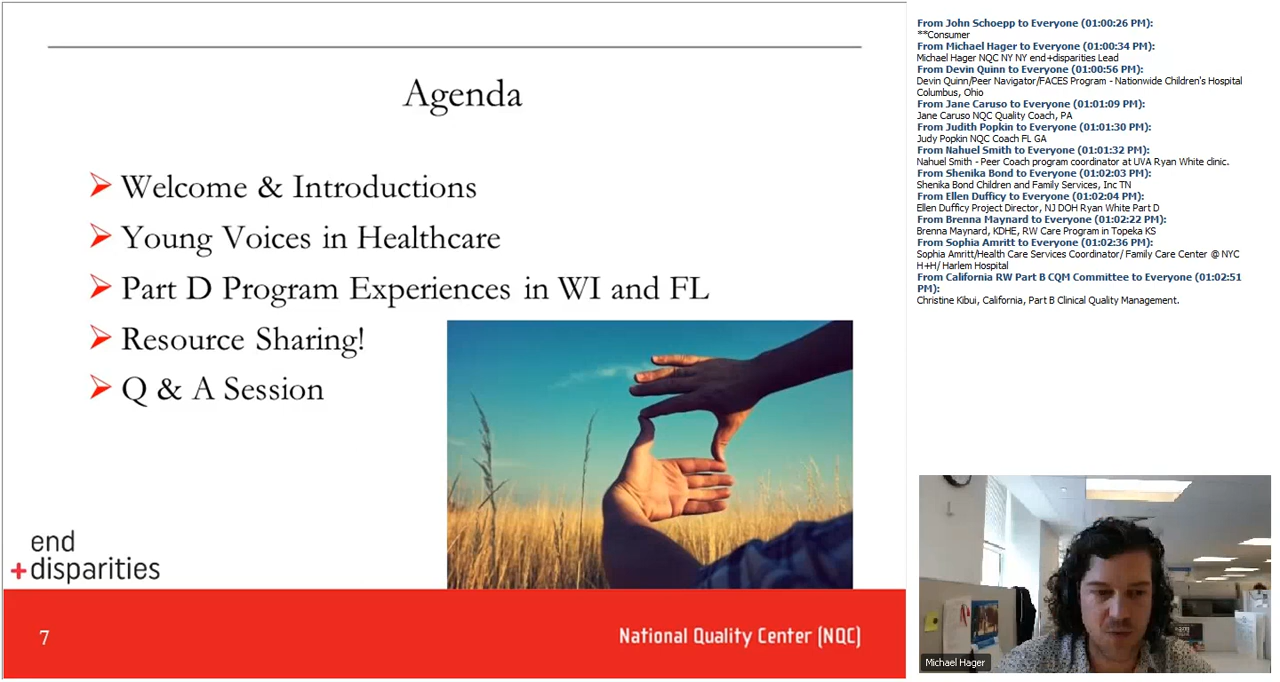 Agenda
Welcome & Introductions
Young Voices in Healthcare
Part D Program Experiences in WI and FL
Resource Sharing!
Q & A Session
end
+disparities
7
National Quality Center (NQC)
From John Schoepp to Everyone (01:00:26 PM):
**Consumer
From Michael Hager to Everyone (01:00:34 PM):
Michael Hager NQC NY NY end+disparities Lead
From Devin Quinn to Everyone (01:00:56 PM):
Devin Quinn/Peer Navigator/FACES Program - Nationwide Children's Hospital
Columbus, Ohio
From Jane Caruso to Everyone (01:01:09 PM):
Jane Caruso NQC Quality Coach, PA
From Judith Popkin to Everyone (01:01:30 PM):
Judy Popkin NQC Coach FL GA
From Nahuel Smith to Everyone (01:01:32 PM):
Nahuel Smith - Peer Coach program coordinator at UVA Ryan White clinic.
From Shenika Bond to Everyone (01:02:03 PM):
Shenika Bond Children and Family Services, Inc TN
From Ellen Dufficy to Everyone (01:02:04 PM):
Ellen Dufficy Project Director, NJ DOH Ryan White Part D
From Brenna Maynard to Everyone (01:02:22 PM):
Brenna Maynard, KDHE, RW Care Program in Topeka KS
From Sophia Amritt to Everyone (01:02:36 PM):
Sophia Amritt/Health Care Services Coordinator/ Family Care Center @ NYC
H+H/ Harlem Hospital
From California RW Part B CQM Committee to Everyone (01:02:51
PM):
Christine Kibui, California, Part B Clinical Quality Management.
Michael Hager